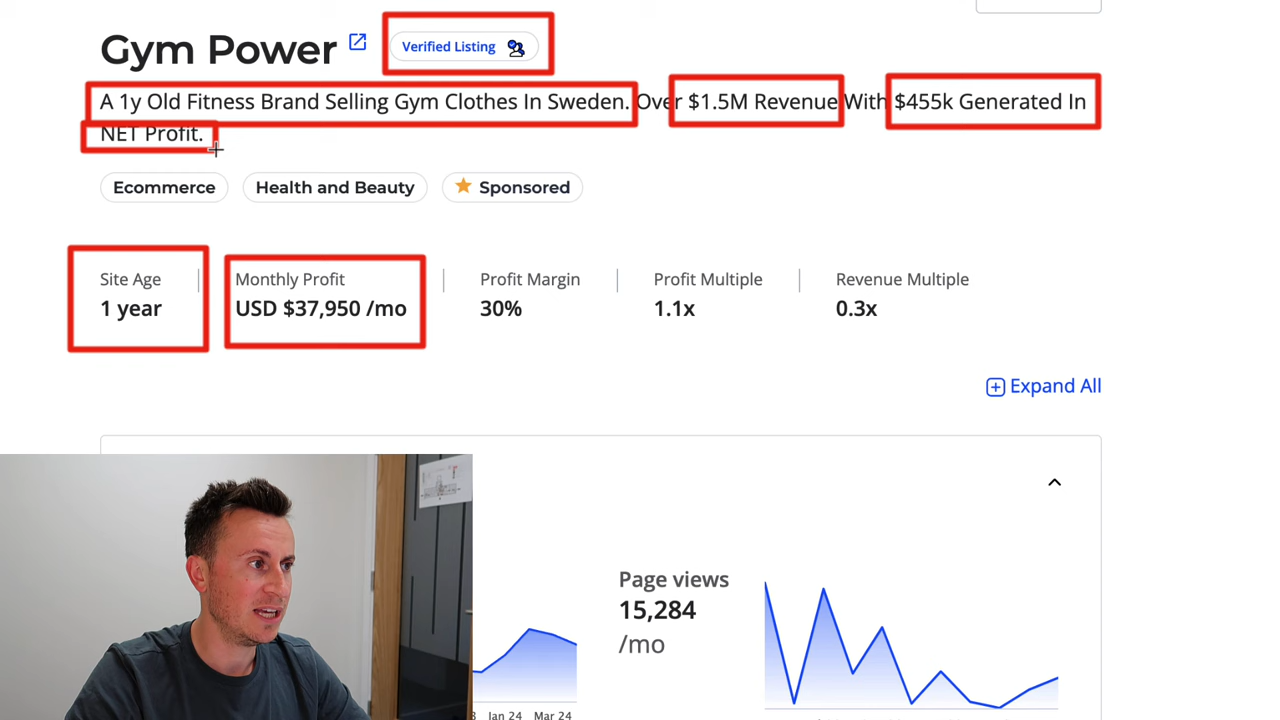 Gym Power
Verified Listing
A 1y Old Fitness Brand Selling Gym Clothes In Sweden. Over $1.5M Revenue With $455k Generated In
NET Profit.
Ecommerce
Health and Beauty
Sponsored
Site Age
1 year
Monthly Profit
USD $37,950 /mo
Profit Margin
30%
Profit Multiple
1.1x
Revenue Multiple
0.3x
Expand All
Page views
15,284
/mo
Jan 24 Mar 24